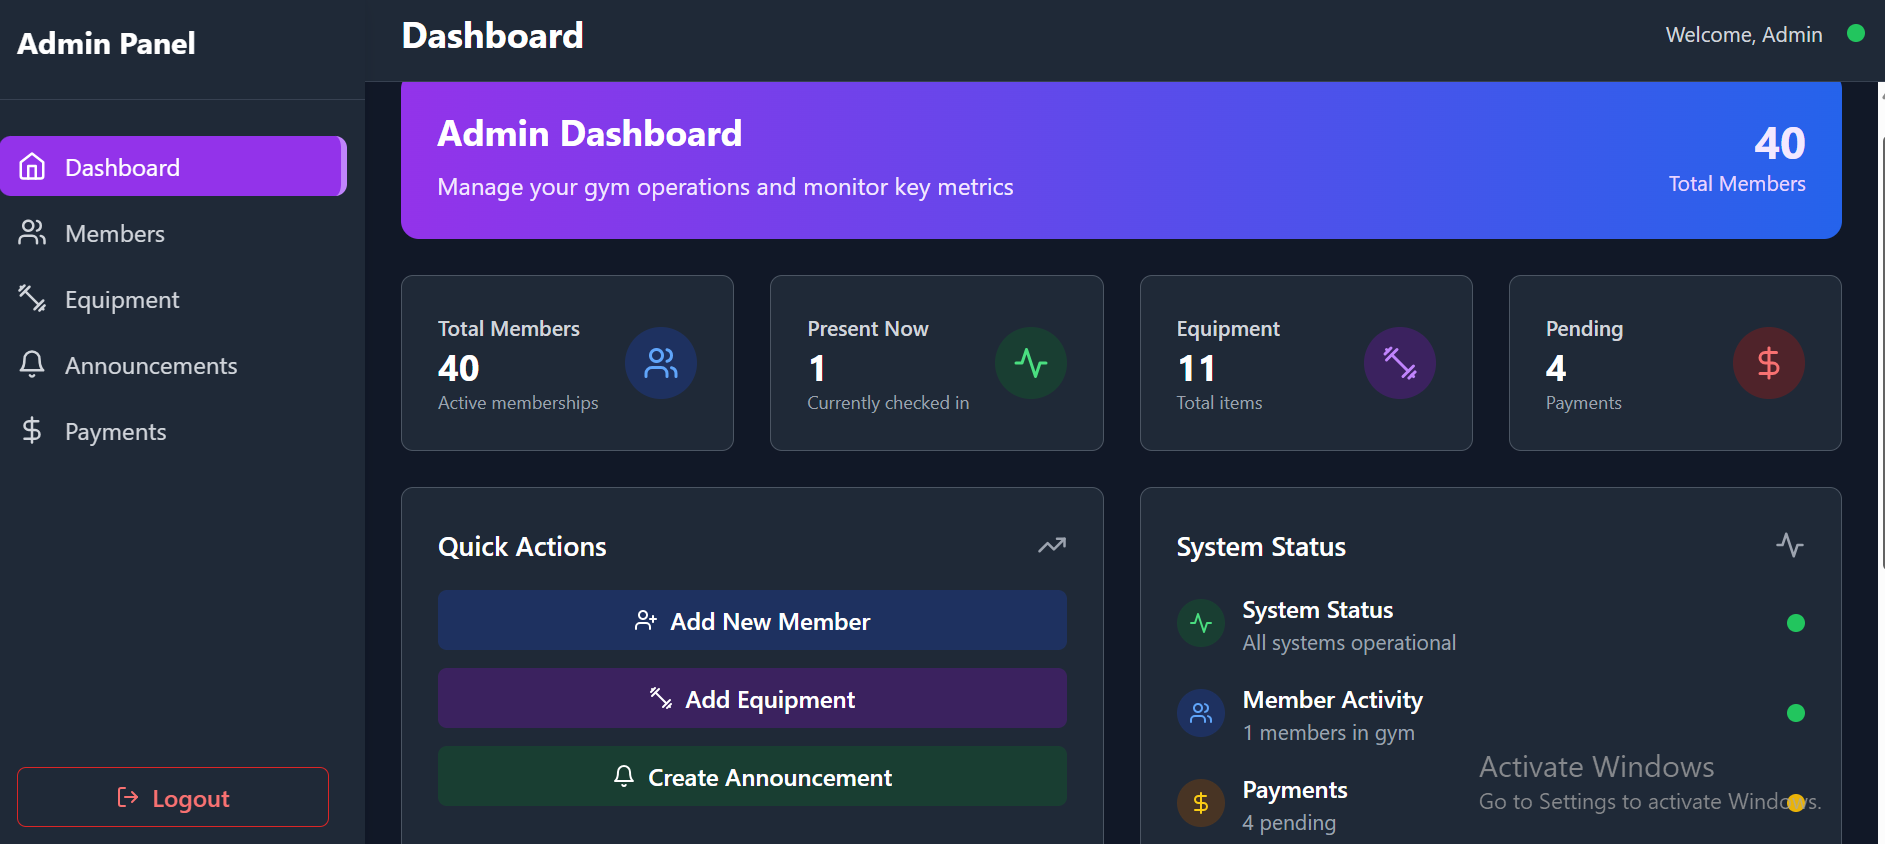 Admin Panel
Dashboard
Members
Equipment
Announcements
Payments
Logout
Dashboard
Welcome, Admin
Admin Dashboard
Manage your gym operations and monitor key metrics
40
Total Members
Total Members
40
Active memberships
Present Now
1
Currently checked in
Equipment
11
Total items
Pending
4
Payments
Quick Actions
Add New Member
Add Equipment
Create Announcement
System Status
System Status
All systems operational
Member Activity
1 members in gym
Payments
4 pending
Activate Windows
Go to Settings to activate Windows.